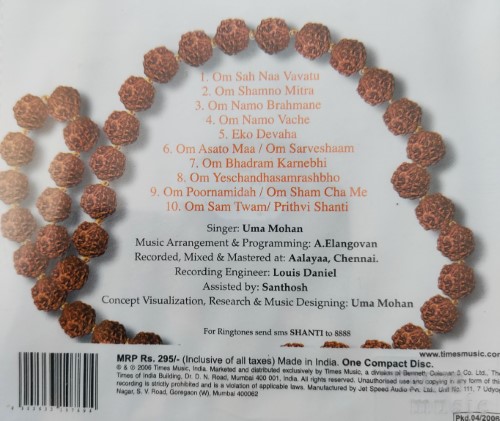 1. Om Sah Naa Vavatu
2. Om Shamno Mitra
3. Om Namo Brahmane
4. Om Namo Vache
5. Eko Devaha
6. Om Asato Maa / Om Sarveshaam
7. Om Bhadram Karnebhi
8. Om Yeschandhasamrashbho
9. Om Poornamidah / Om Sham Cha Me
10. Om Sam Twam/ Prithvi Shanti
Singer: Uma Mohan
Music Arrangement & Programming: A.Elangovan
Recorded, Mixed & Mastered at: Aalayaa, Chennai.
Recording Engineer: Louis Daniel
Assisted by: Santhosh
Concept Visualization, Research & Music Designing: Uma Mohan
For Ringtones send sms SHANTI to 8888
www.timesmusic.com
MRP Rs. 295/- (Inclusive of all taxes) Made in India. One Compact Disc.
℗ & © 2006 Times Music, India. Marketed and distributed exclusively by Times Music, a division of Bennett, Coleman & Co. Ltd., The
Times of India Building, Dr. D. N. Road, Mumbai 400 001, India. All rights reserved. Unauthorised use and copying in any form of this
recording is strictly prohibited and is a violation of applicable laws. Manufactured by Jet Speed Audio Pvt. Ltd. Unit No. 111, 7 Udyog
Nagar, S. V. Road, Goregaon (W), Mumbai 400062
Pkd.04/2006